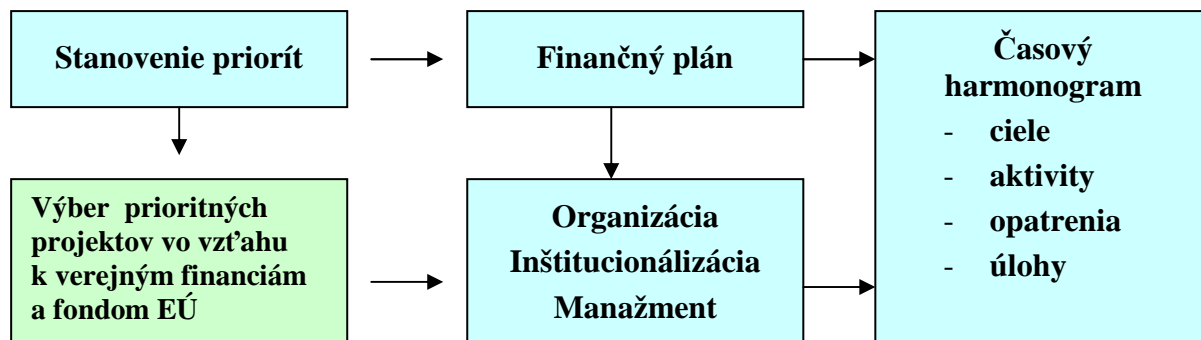 Stanovenie priorít
Finančný plán
Časový
harmonogram
- ciele
- aktivity
- opatrenia
- úlohy
Výber prioritných
projektov vo vzťahu
k verejným financiám
a fondom EÚ
Organizácia
Inštitucionálizácia
Manažment